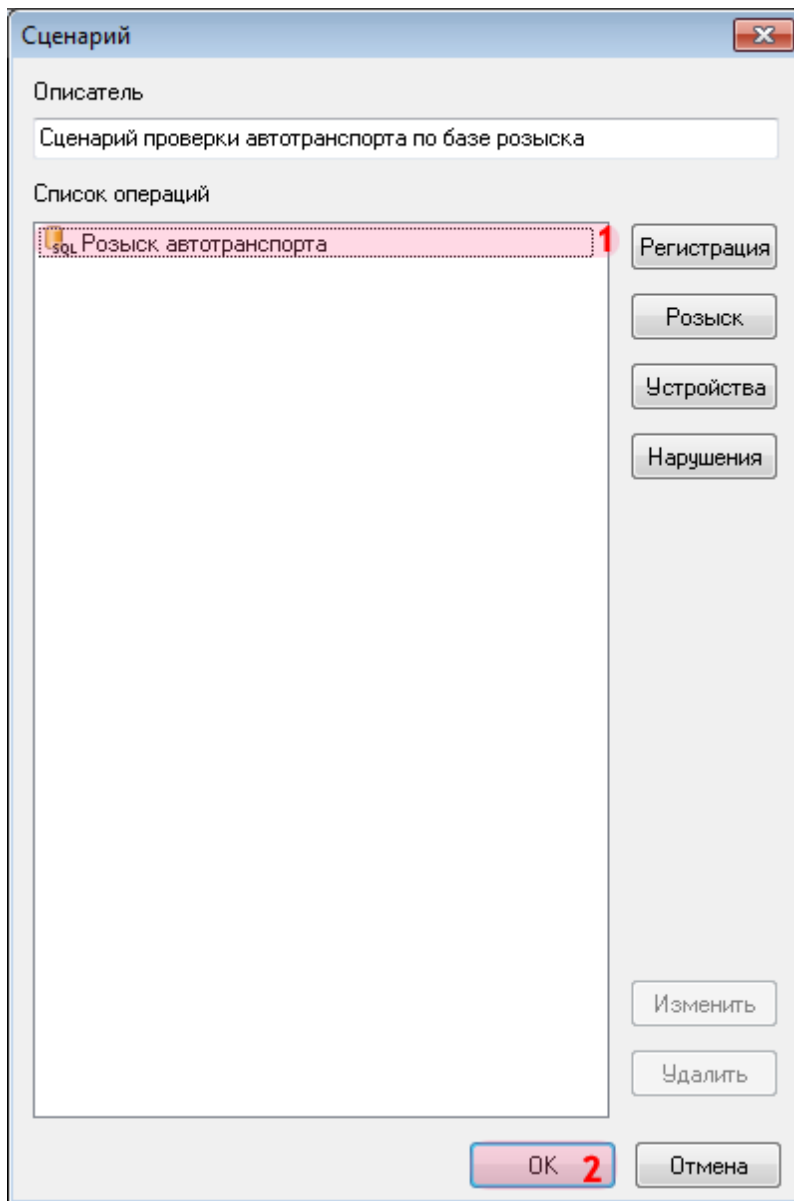 Сценарий
Описатель
Сценарий проверки автотранспорта по базе розыска
Список операций
SQL Розыск автотранспорта 1
Регистрация
Розыск
Устройства
Нарушения
Изменить
Удалить
OK 2
Отмена